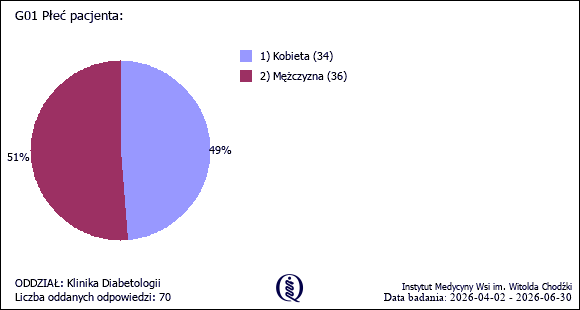 G01 Płeć pacjenta:
1) Kobieta (34)
2) Mężczyzna (36)
51%
49%
ODDZIAŁ: Klinika Diabetologii
Liczba oddanych odpowiedzi: 70
Instytut Medycyny Wsi im. Witolda Chodźki
Data badania: 2026-04-02 - 2026-06-30